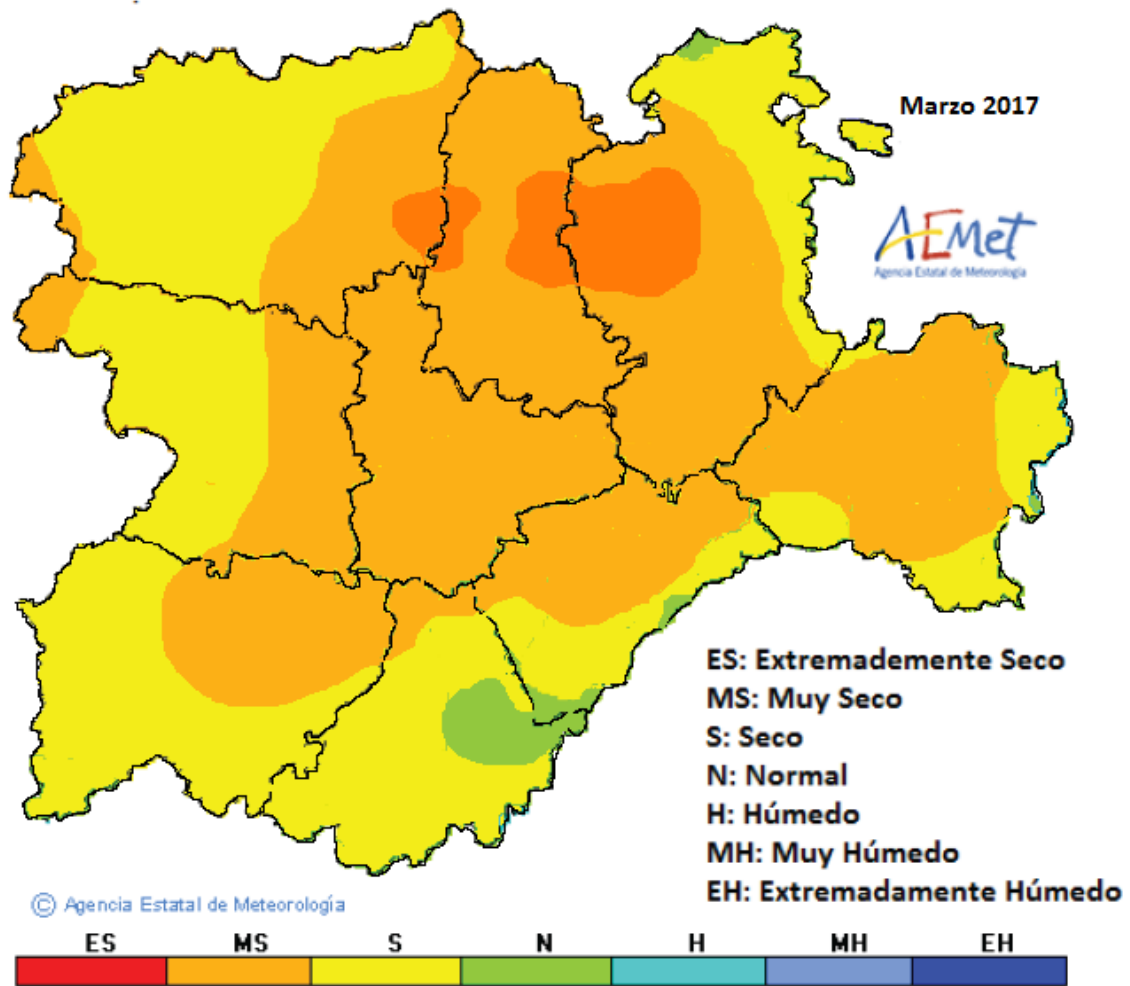 Marzo 2017
AEMet
Agencia Estatal de Meteorología
ES: Extremademente Seco
MS: Muy Seco
S: Seco
N: Normal
H: Húmedo
MH: Muy Húmedo
EH: Extremadamente Húmedo
© Agencia Estatal de Meteorología
ES MS S N H MH EH